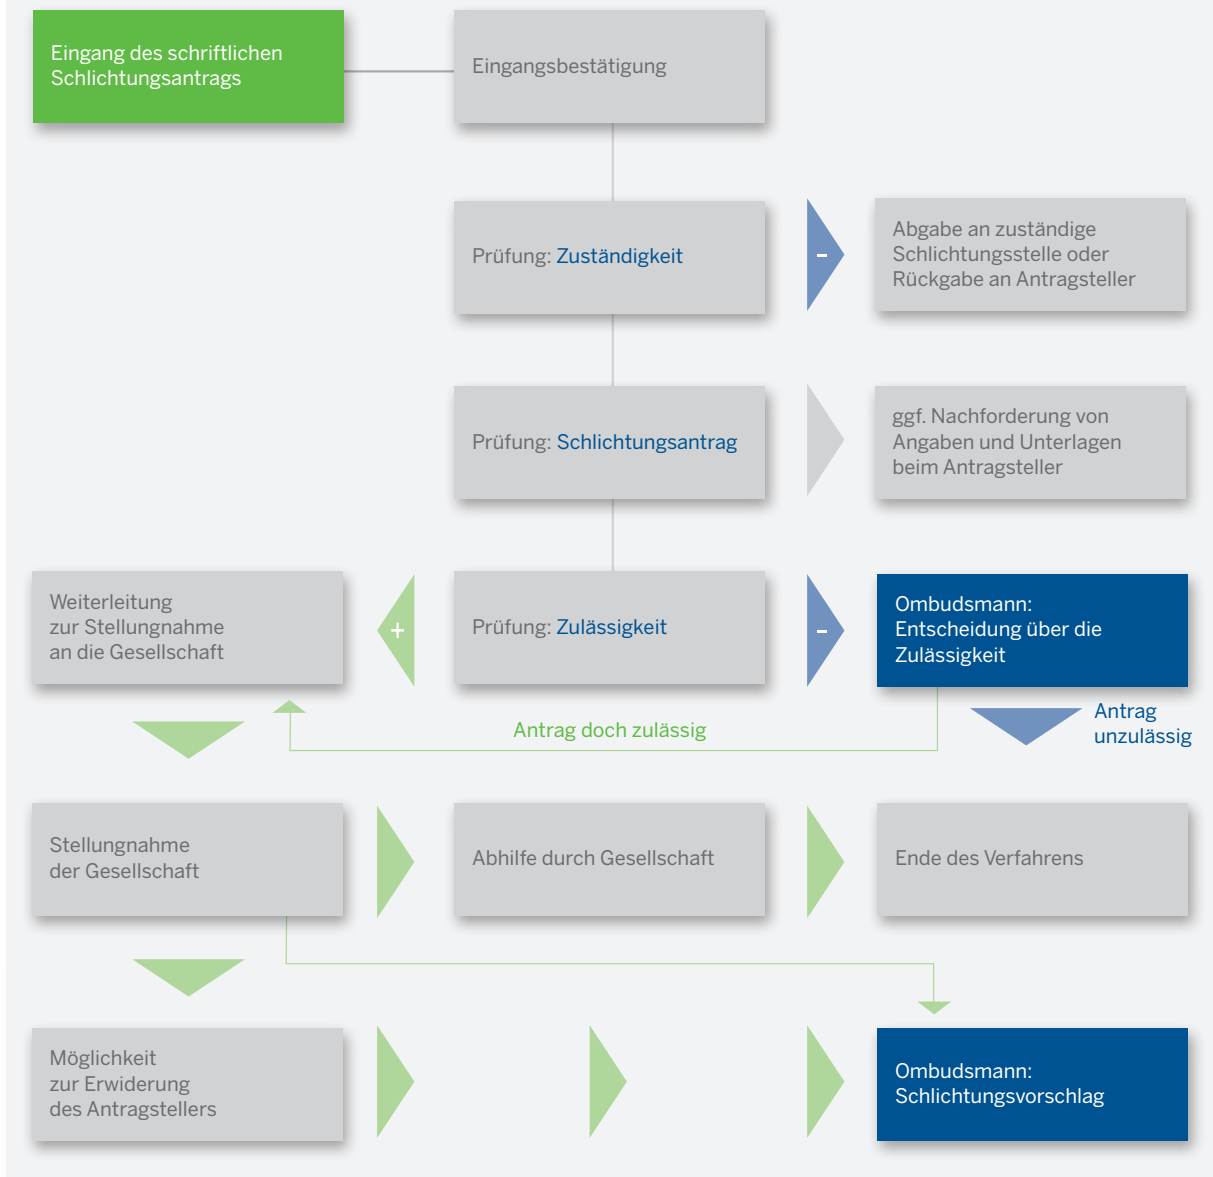 Eingang des schriftlichen
Schlichtungsantrags
Eingangsbestätigung
Prüfung: Zuständigkeit
-
Abgabe an zuständige
Schlichtungsstelle oder
Rückgabe an Antragsteller
Prüfung: Schlichtungsantrag
ggf. Nachforderung von
Angaben und Unterlagen
beim Antragsteller
Weiterleitung
zur Stellungnahme
an die Gesellschaft
+
Prüfung: Zulässigkeit
-
Ombudsmann:
Entscheidung über die
Zulässigkeit
Antrag doch zulässig
Antrag
unzulässig
Stellungnahme
der Gesellschaft
Abhilfe durch Gesellschaft
Ende des Verfahrens
Möglichkeit
zur Erwiderung
des Antragstellers
Ombudsmann:
Schlichtungsvorschlag